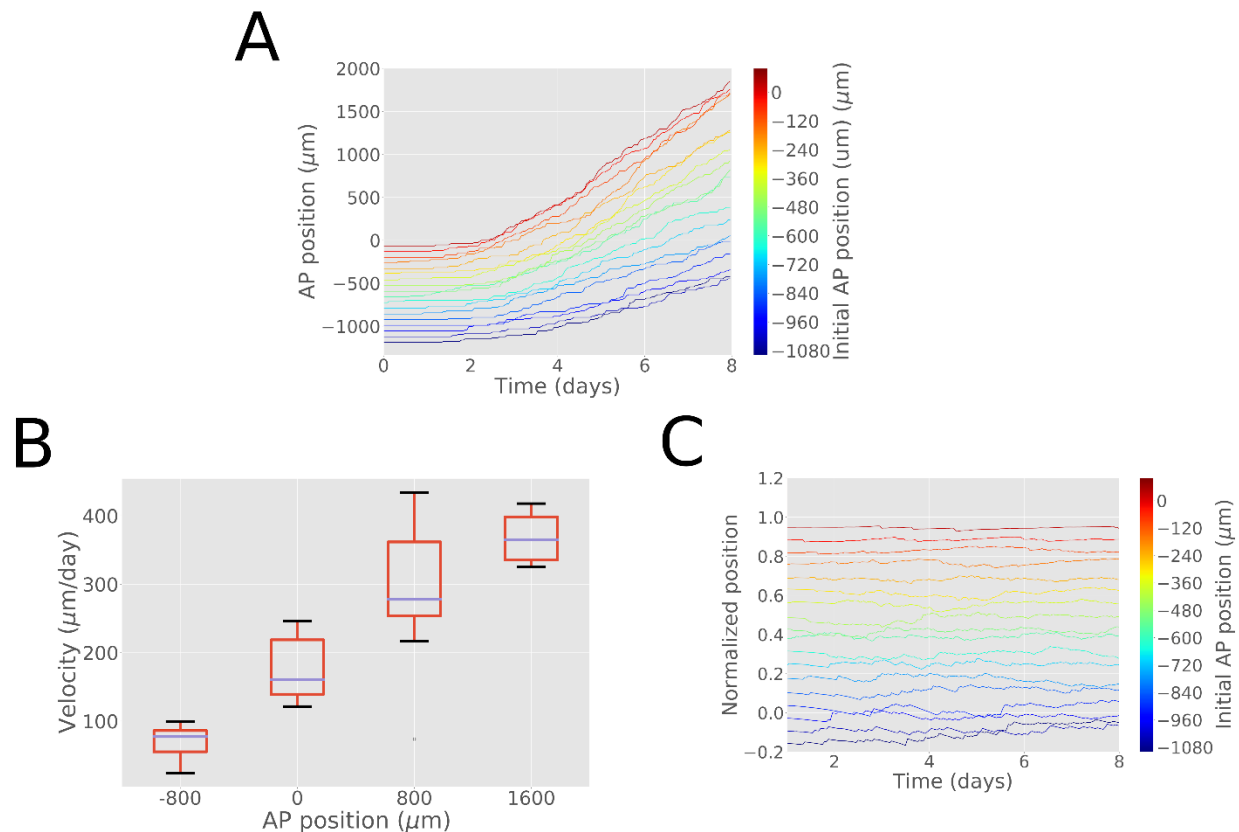 A
2000
1500
1000
500
0
−500
−1000
AP position (μm)
0 2 4 6 8
Time (days)
0
−120
−240
−360
−480
−600
−720
−840
−960
−1080
Initial AP position (um) (μm)
B
400
300
200
100
Velocity (μm/day)
-800 0 800 1600
AP position (μm)
C
1.2
1.0
0.8
0.6
0.4
0.2
0.0
−0.2
Normalized position
2 4 6 8
Time (days)
0
−120
−240
−360
−480
−600
−720
−840
−960
−1080
Initial AP position (μm)